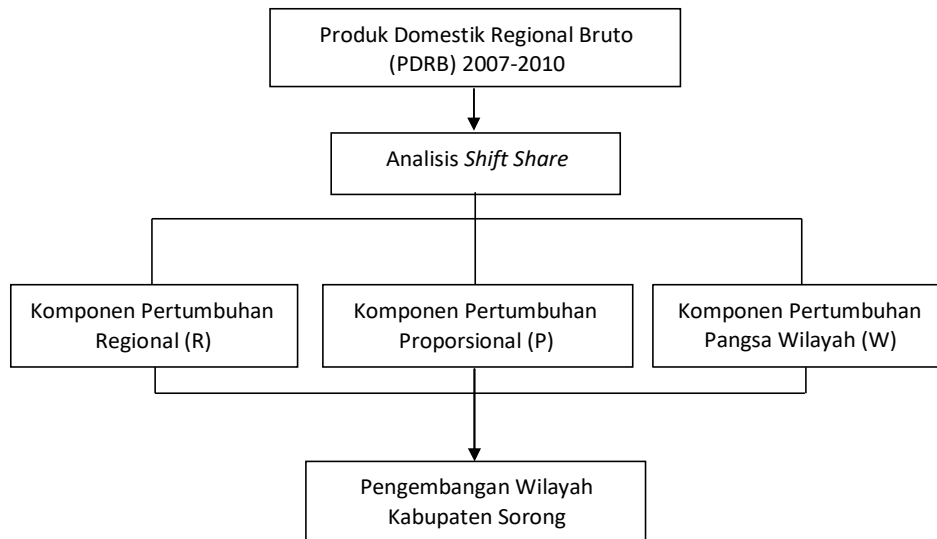 Produk Domestik Regional Bruto
(PDRB) 2007-2010
Analisis Shift Share
Komponen Pertumbuhan
Regional (R)
Komponen Pertumbuhan
Proporsional (P)
Komponen Pertumbuhan
Pangsa Wilayah (W)
Pengembangan Wilayah
Kabupaten Sorong